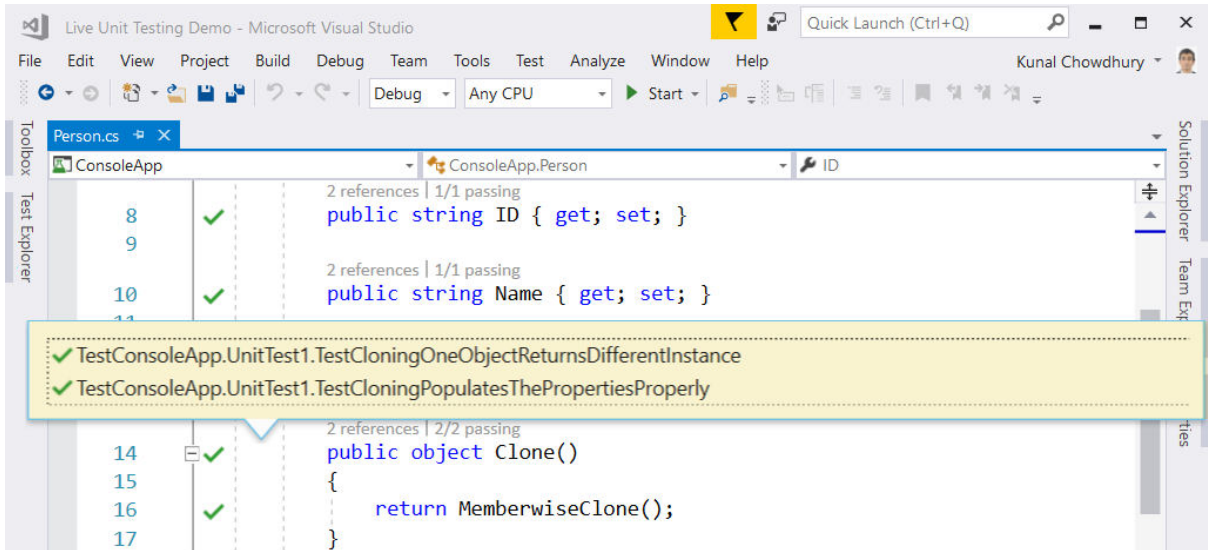 Live Unit Testing Demo - Microsoft Visual Studio
Quick Launch (Ctrl+Q)
File Edit View Project Build Debug Team Tools Test Analyze Window Help
Kunal Chowdhury
Debug Any CPU Start
Toolbox
Test Explorer
Person.cs
ConsoleApp
ConsoleApp.Person
ID
2 references | 1/1 passing
8 public string ID { get; set; }
9
2 references | 1/1 passing
10 public string Name { get; set; }
TestConsoleApp.UnitTest1.TestCloningOneObjectReturnsDifferentInstance
TestConsoleApp.UnitTest1.TestCloningPopulatesThePropertiesProperly
2 references | 2/2 passing
14 public object Clone()
15 {
16 return MemberwiseClone();
17 }
Solution Explorer
Team Exp